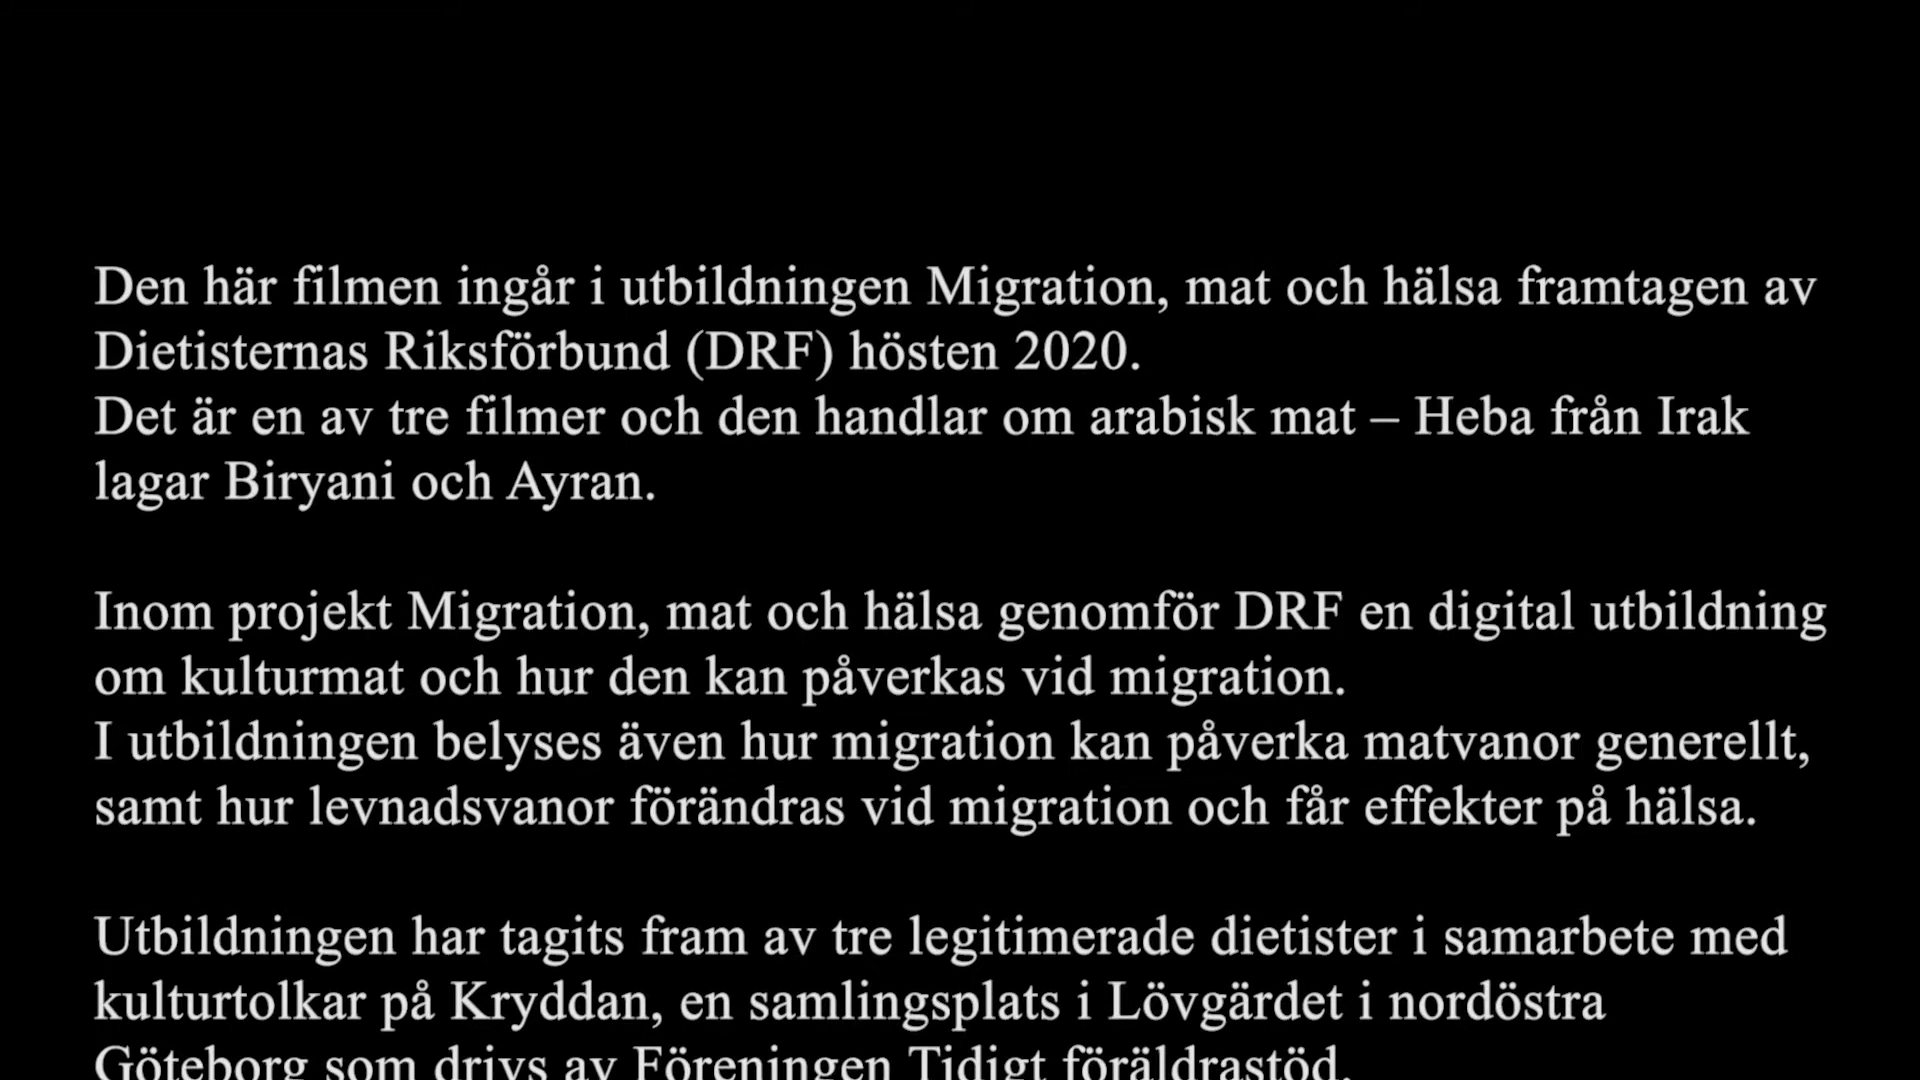 Den här filmen ingår i utbildningen Migration, mat och hälsa framtagen av
Dietisternas Riksförbund (DRF) hösten 2020.
Det är en av tre filmer och den handlar om arabisk mat – Heba från Irak
lagar Biryani och Ayran.
Inom projekt Migration, mat och hälsa genomför DRF en digital utbildning
om kulturmat och hur den kan påverkas vid migration.
I utbildningen belyses även hur migration kan påverka matvanor generellt,
samt hur levnadsvanor förändras vid migration och får effekter på hälsa.
Utbildningen har tagits fram av tre legitimerade dietister i samarbete med
kulturtolkar på Kryddan, en samlingsplats i Lövgärdet i nordöstra
Göteborg som drivs av Föreningen Tidigt föräldrastöd.